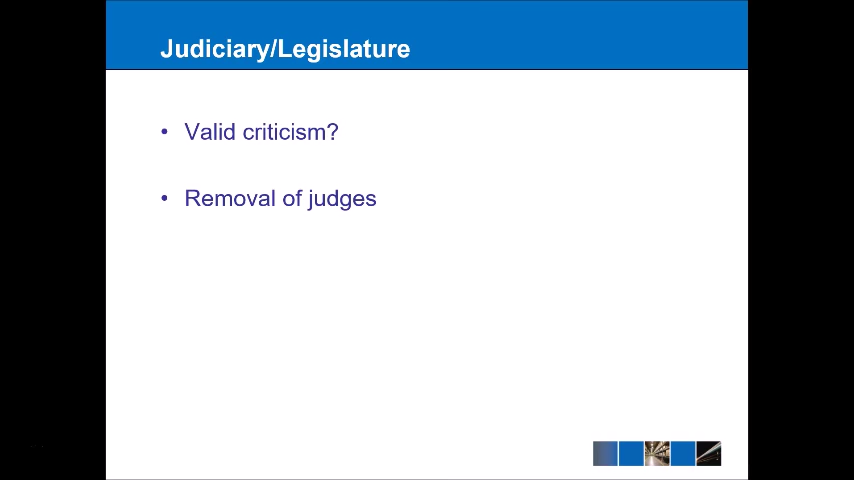 Judiciary/Legislature
• Valid criticism?
• Removal of judges